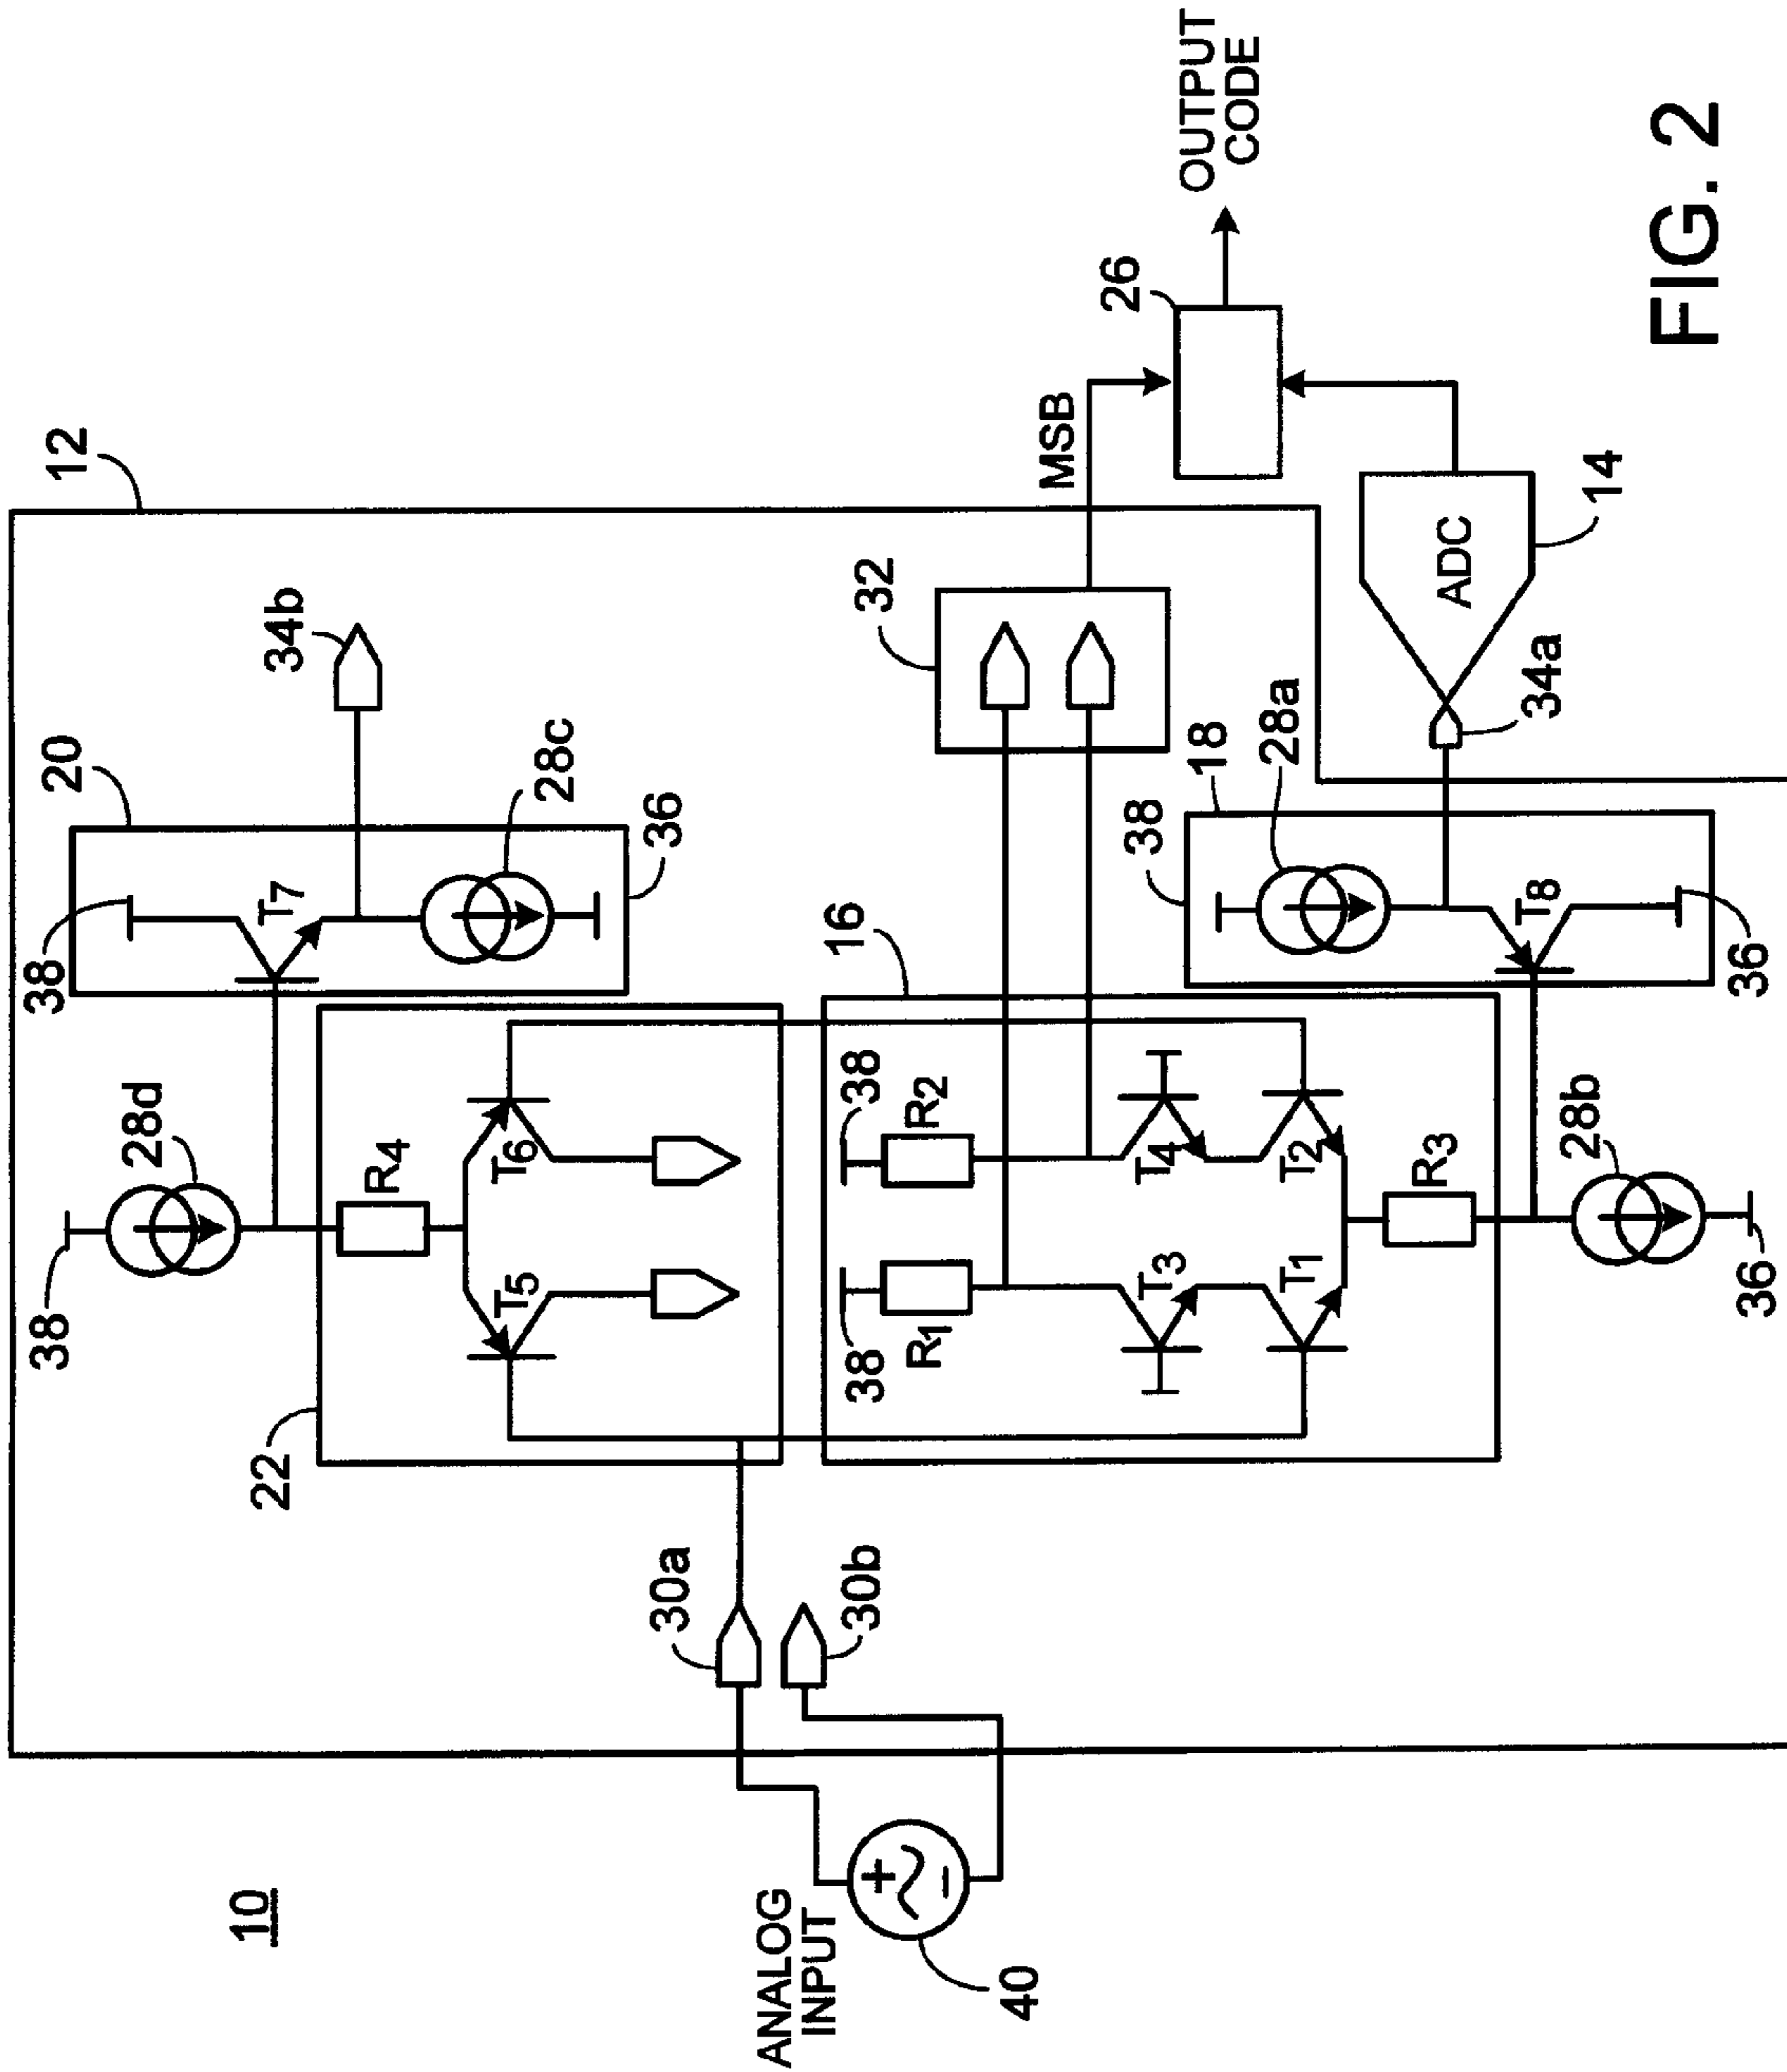 10
12
20
38
T7
34b
28c
36
38
28d
R4
22
T5
T6
30a
30b
ANALOG
INPUT
40
32
MSB
26
OUTPUT
CODE
16
38
R1
38
R2
T3
T4
T1
T2
R3
28b
36
18
38
28a
T8
36
34a
ADC
14
FIG. 2